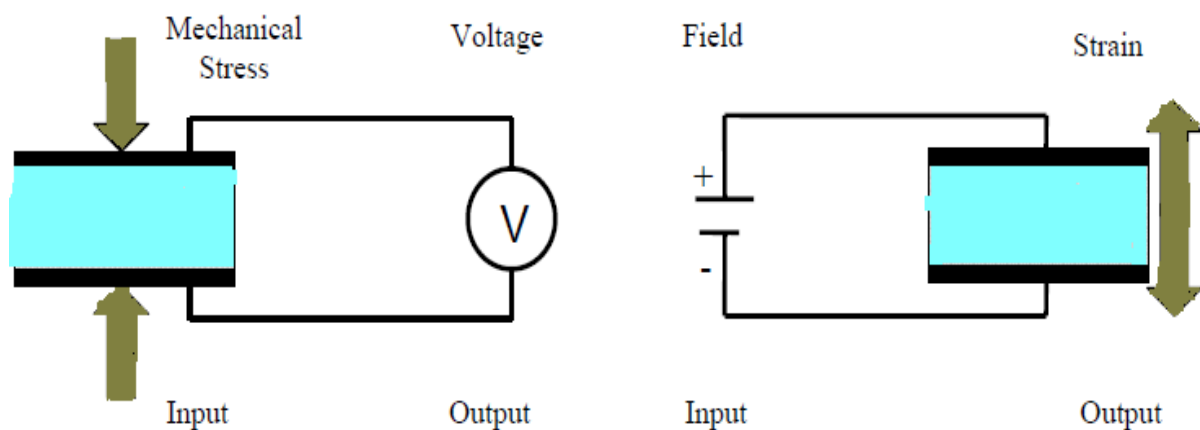 Mechanical
Stress
Voltage
Field
Strain
V
+
-
Input
Output
Input
Output